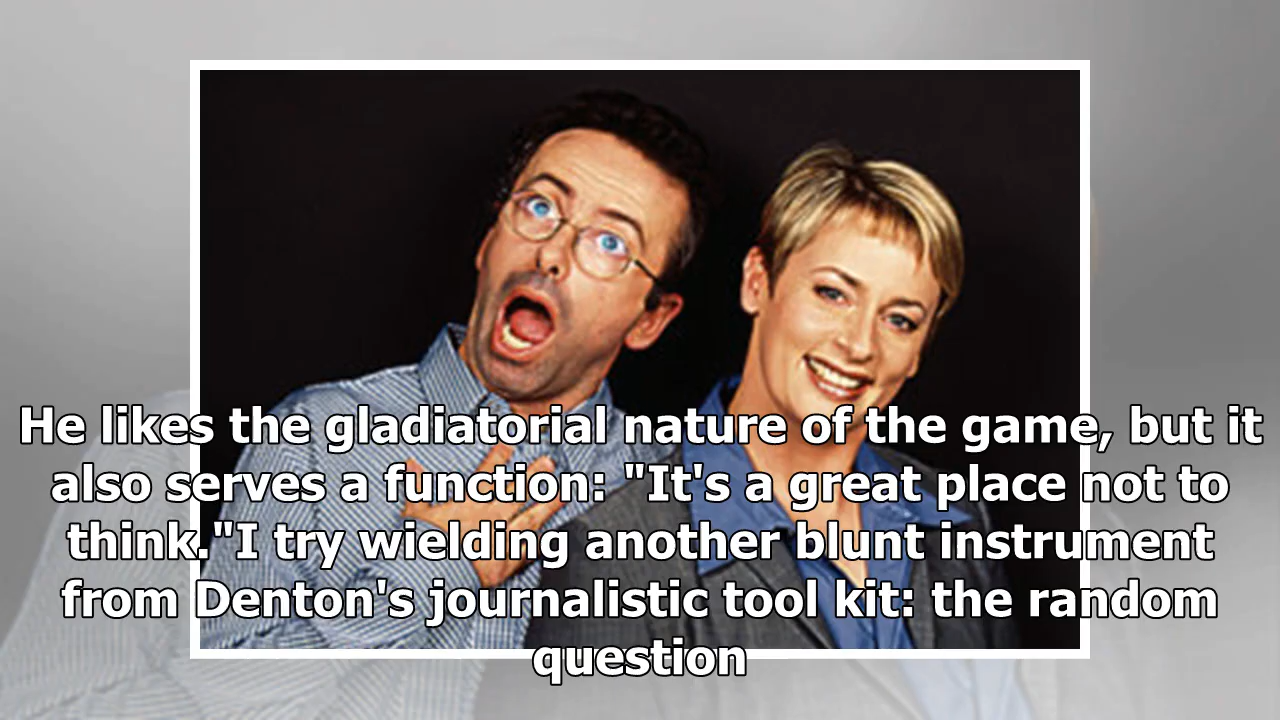 He likes the gladiatorial nature of the game, but it
also serves a function: "It's a great place not to
think."I try wielding another blunt instrument
from Denton's journalistic tool kit: the random
question